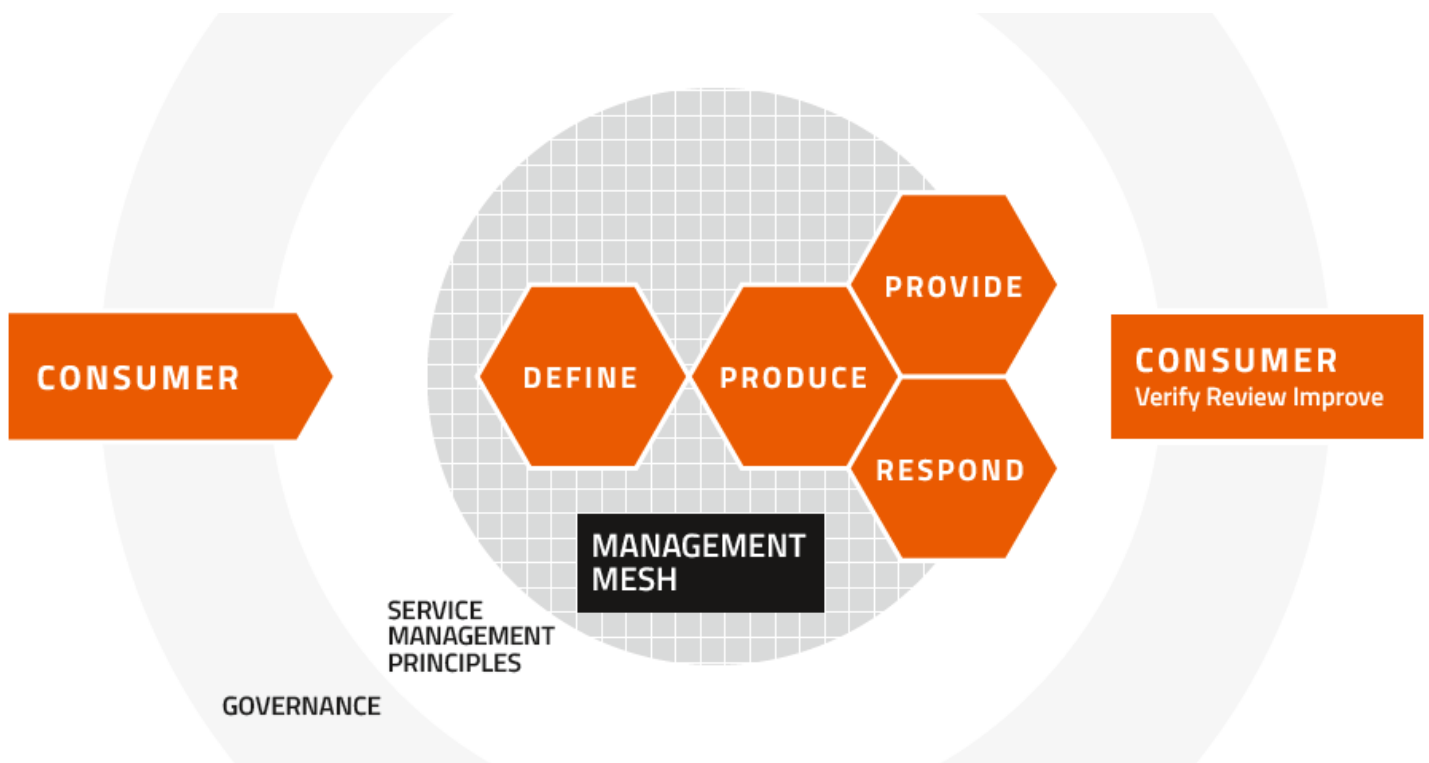 CONSUMER
DEFINE
PRODUCE
PROVIDE
RESPOND
CONSUMER
Verify Review Improve
MANAGEMENT
MESH
SERVICE
MANAGEMENT
PRINCIPLES
GOVERNANCE